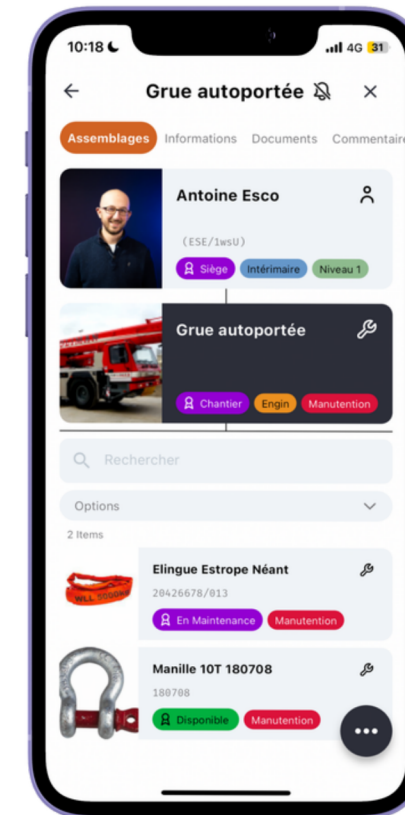 10:18
4G 31
Grue autoportée
Assemblages Informations Documents Commentaire
Antoine Esco
(ESE/1wsU)
Siège Intérimaire Niveau 1
Grue autoportée
Chantier Engin Manutention
Rechercher
Options
2 Items
Elingue Estrope Néant
20426678/013
En Maintenance Manutention
WLL 5000KG
Manille 10T 180708
180708
Disponible Manutention